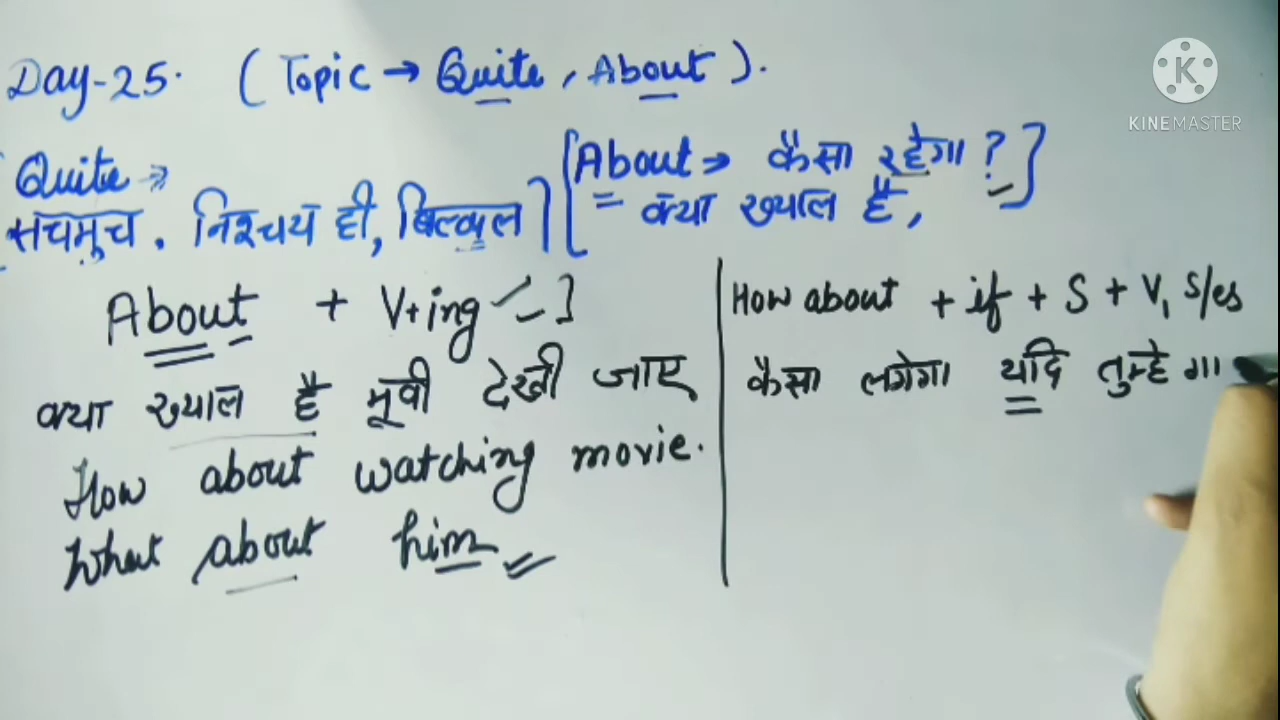 Day-25. ( Topic → Quite, About ).
KINEMASTER
Quite →
सचमुच. निश्चय ही, बिल्कुल ]
[ About → कैसा रहेगा ?
= क्या ख्याल है, ]
About + V+ing ]
क्या ख्याल है मूवी देखी जाए
How about watching movie.
What about him
How about + if + S + V, S/es
कैसा लगेगा यदि तुम्हे गा